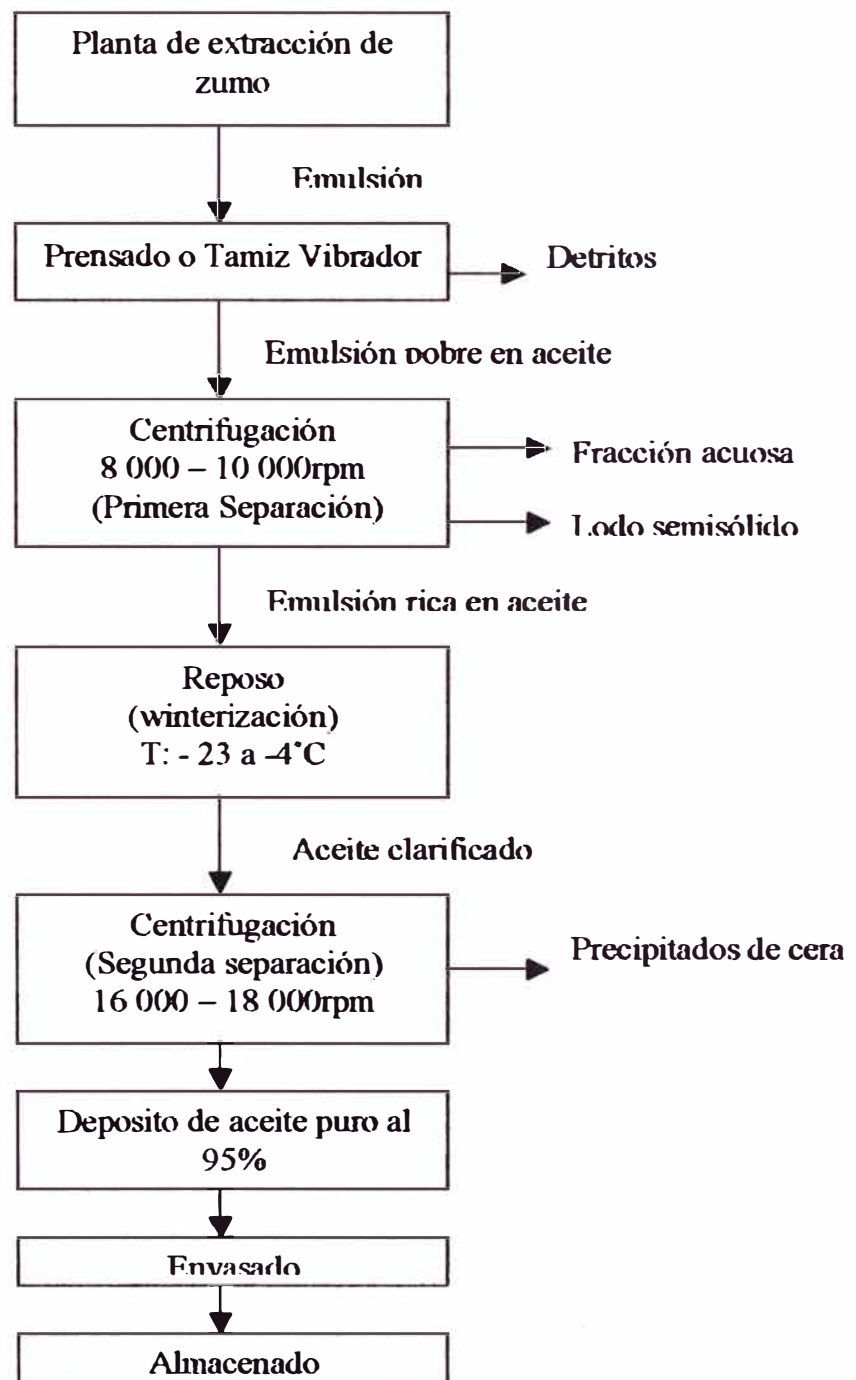 Planta de extracción de
zumo
Emulsión
Prensado o Tamiz Vibrador
Detritos
Emulsión pobre en aceite
Centrifugación
8 000 – 10 000rpm
(Primera Separación)
Fracción acuosa
Lodo semisólido
Emulsión rica en aceite
Reposo
(winterización)
T: - 23 a -4°C
Aceite clarificado
Centrifugación
(Segunda separación)
16 000 – 18 000rpm
Precipitados de cera
Deposito de aceite puro al
95%
Envasado
Almacenado